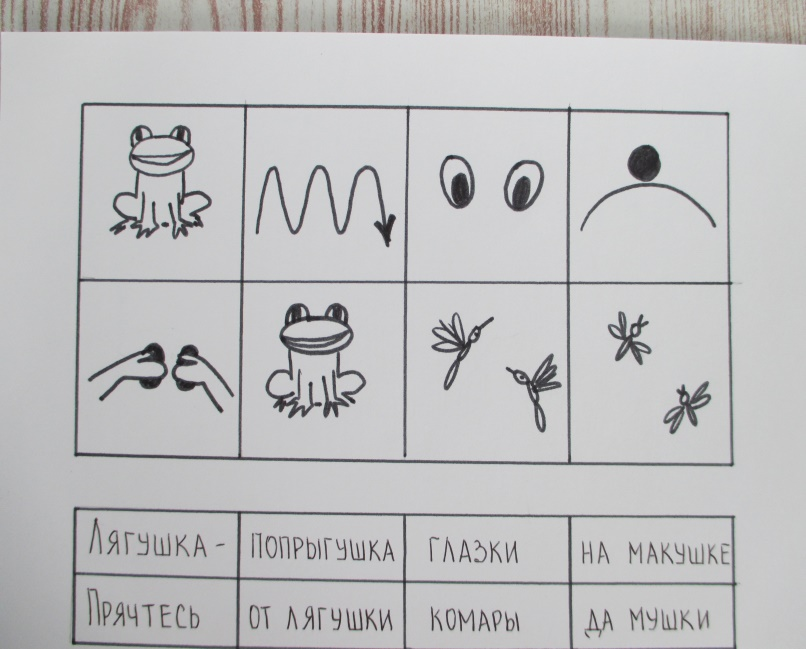 Лягушка - попрыгушка глазки на макушке
Прячтесь от лягушки комары да мушки